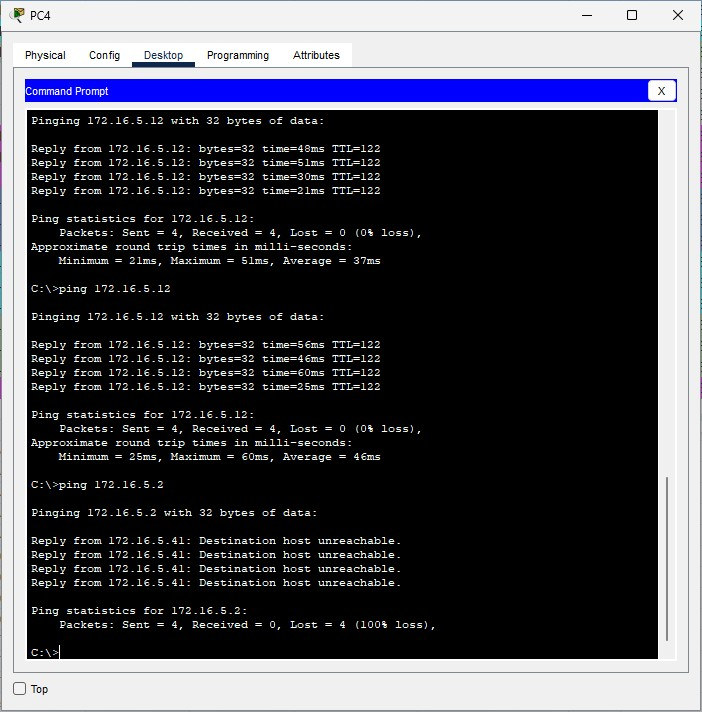 PC4
Physical Config Desktop Programming Attributes
Command Prompt X
Pinging 172.16.5.12 with 32 bytes of data:
Reply from 172.16.5.12: bytes=32 time=48ms TTL=122
Reply from 172.16.5.12: bytes=32 time=51ms TTL=122
Reply from 172.16.5.12: bytes=32 time=30ms TTL=122
Reply from 172.16.5.12: bytes=32 time=21ms TTL=122
Ping statistics for 172.16.5.12:
Packets: Sent = 4, Received = 4, Lost = 0 (0% loss),
Approximate round trip times in milli-seconds:
Minimum = 21ms, Maximum = 51ms, Average = 37ms
C:\>ping 172.16.5.12
Pinging 172.16.5.12 with 32 bytes of data:
Reply from 172.16.5.12: bytes=32 time=56ms TTL=122
Reply from 172.16.5.12: bytes=32 time=46ms TTL=122
Reply from 172.16.5.12: bytes=32 time=60ms TTL=122
Reply from 172.16.5.12: bytes=32 time=25ms TTL=122
Ping statistics for 172.16.5.12:
Packets: Sent = 4, Received = 4, Lost = 0 (0% loss),
Approximate round trip times in milli-seconds:
Minimum = 25ms, Maximum = 60ms, Average = 46ms
C:\>ping 172.16.5.2
Pinging 172.16.5.2 with 32 bytes of data:
Reply from 172.16.5.41: Destination host unreachable.
Reply from 172.16.5.41: Destination host unreachable.
Reply from 172.16.5.41: Destination host unreachable.
Reply from 172.16.5.41: Destination host unreachable.
Ping statistics for 172.16.5.2:
Packets: Sent = 4, Received = 0, Lost = 4 (100% loss),
C:\>
Top